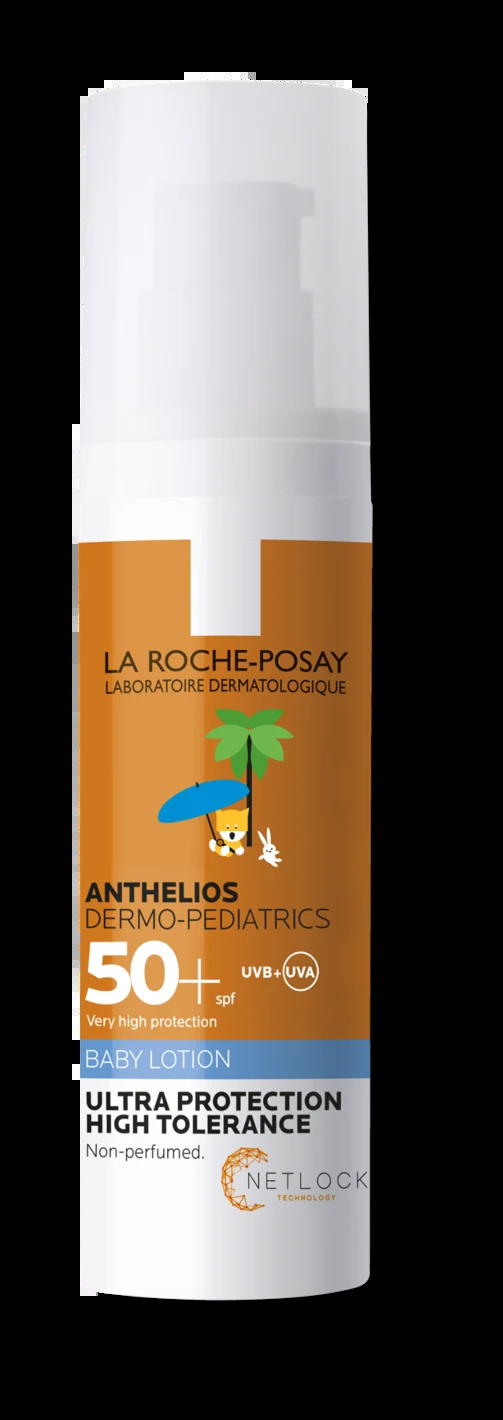 LA ROCHE-POSAY
LABORATOIRE DERMATOLOGIQUE
ANTHELIOS
DERMO-PEDIATRICS
50+ spf UVB+UVA
Very high protection
BABY LOTION
ULTRA PROTECTION
HIGH TOLERANCE
Non-perfumed.
NETLOCK
TECHNOLOGY